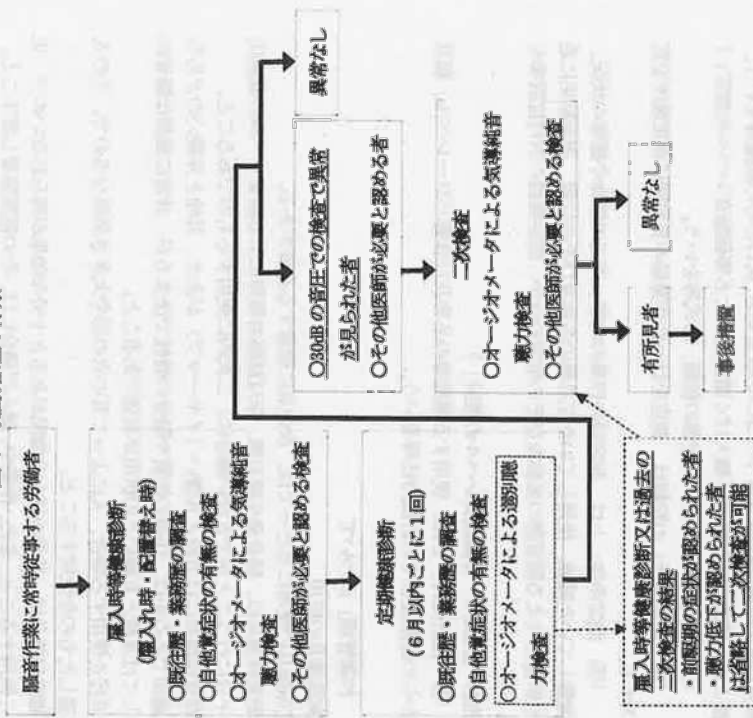 騒音作業に常時従事する労働者
雇入時等健康診断
(雇入れ時・配置替え時)
○既往歴・業務歴の調査
○自他覚症状の有無の検査
○オージオメータによる気導純音
聴力検査
○その他医師が必要と認める検査
定期健康診断
(6月以内ごとに1回)
○既往歴・業務歴の調査
○自他覚症状の有無の検査
○オージオメータによる選別聴
力検査
雇入時等健康診断又は過去の
二次検査の結果
・前駆期の症状が認められた者
・聴力低下が認められた者
は省略して二次検査が可能
○30dBの音圧での検査で異常
が見られた者
○その他医師が必要と認める者
異常なし
二次検査
○オージオメータによる気導純音
聴力検査
○その他医師が必要と認める検査
有所見者
異常なし
事後措置